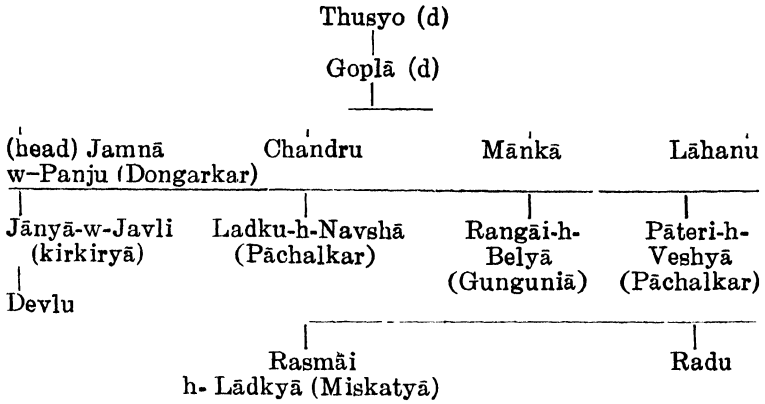 Thusyo (d)
Goplā (d)
(head) Jamnā Chandru Mānkā Lāhanu
w-Panju (Dongarkar)
Jānyā-w-Javli Ladku-h-Navshā Rangāi-h- Pāteri-h-
(kirkiryā) (Pāchalkar) Belyā Veshyā
(Gunguniā) (Pāchalkar)
Devlu
Rasmāi Radu
h- Lādkyā (Miskatyā)